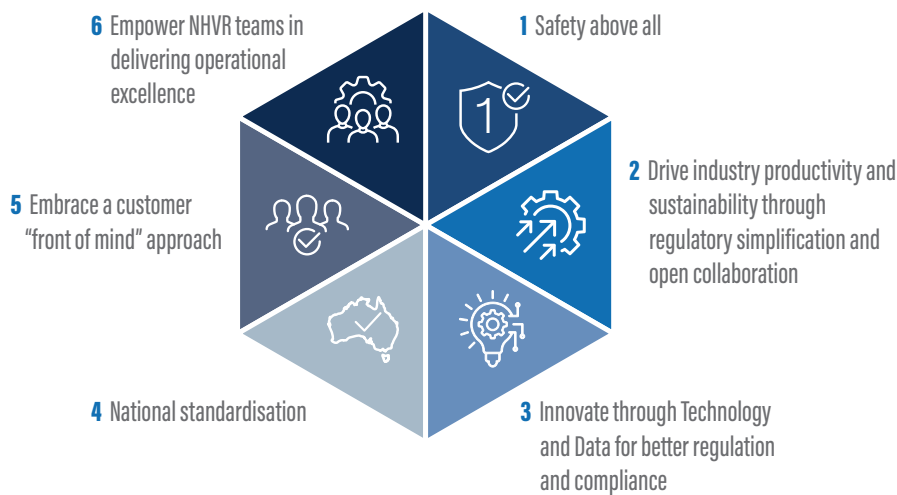 1 Safety above all
2 Drive industry productivity and
sustainability through
regulatory simplification and
open collaboration
3 Innovate through Technology
and Data for better regulation
and compliance
4 National standardisation
5 Embrace a customer
“front of mind” approach
6 Empower NHVR teams in
delivering operational
excellence
1